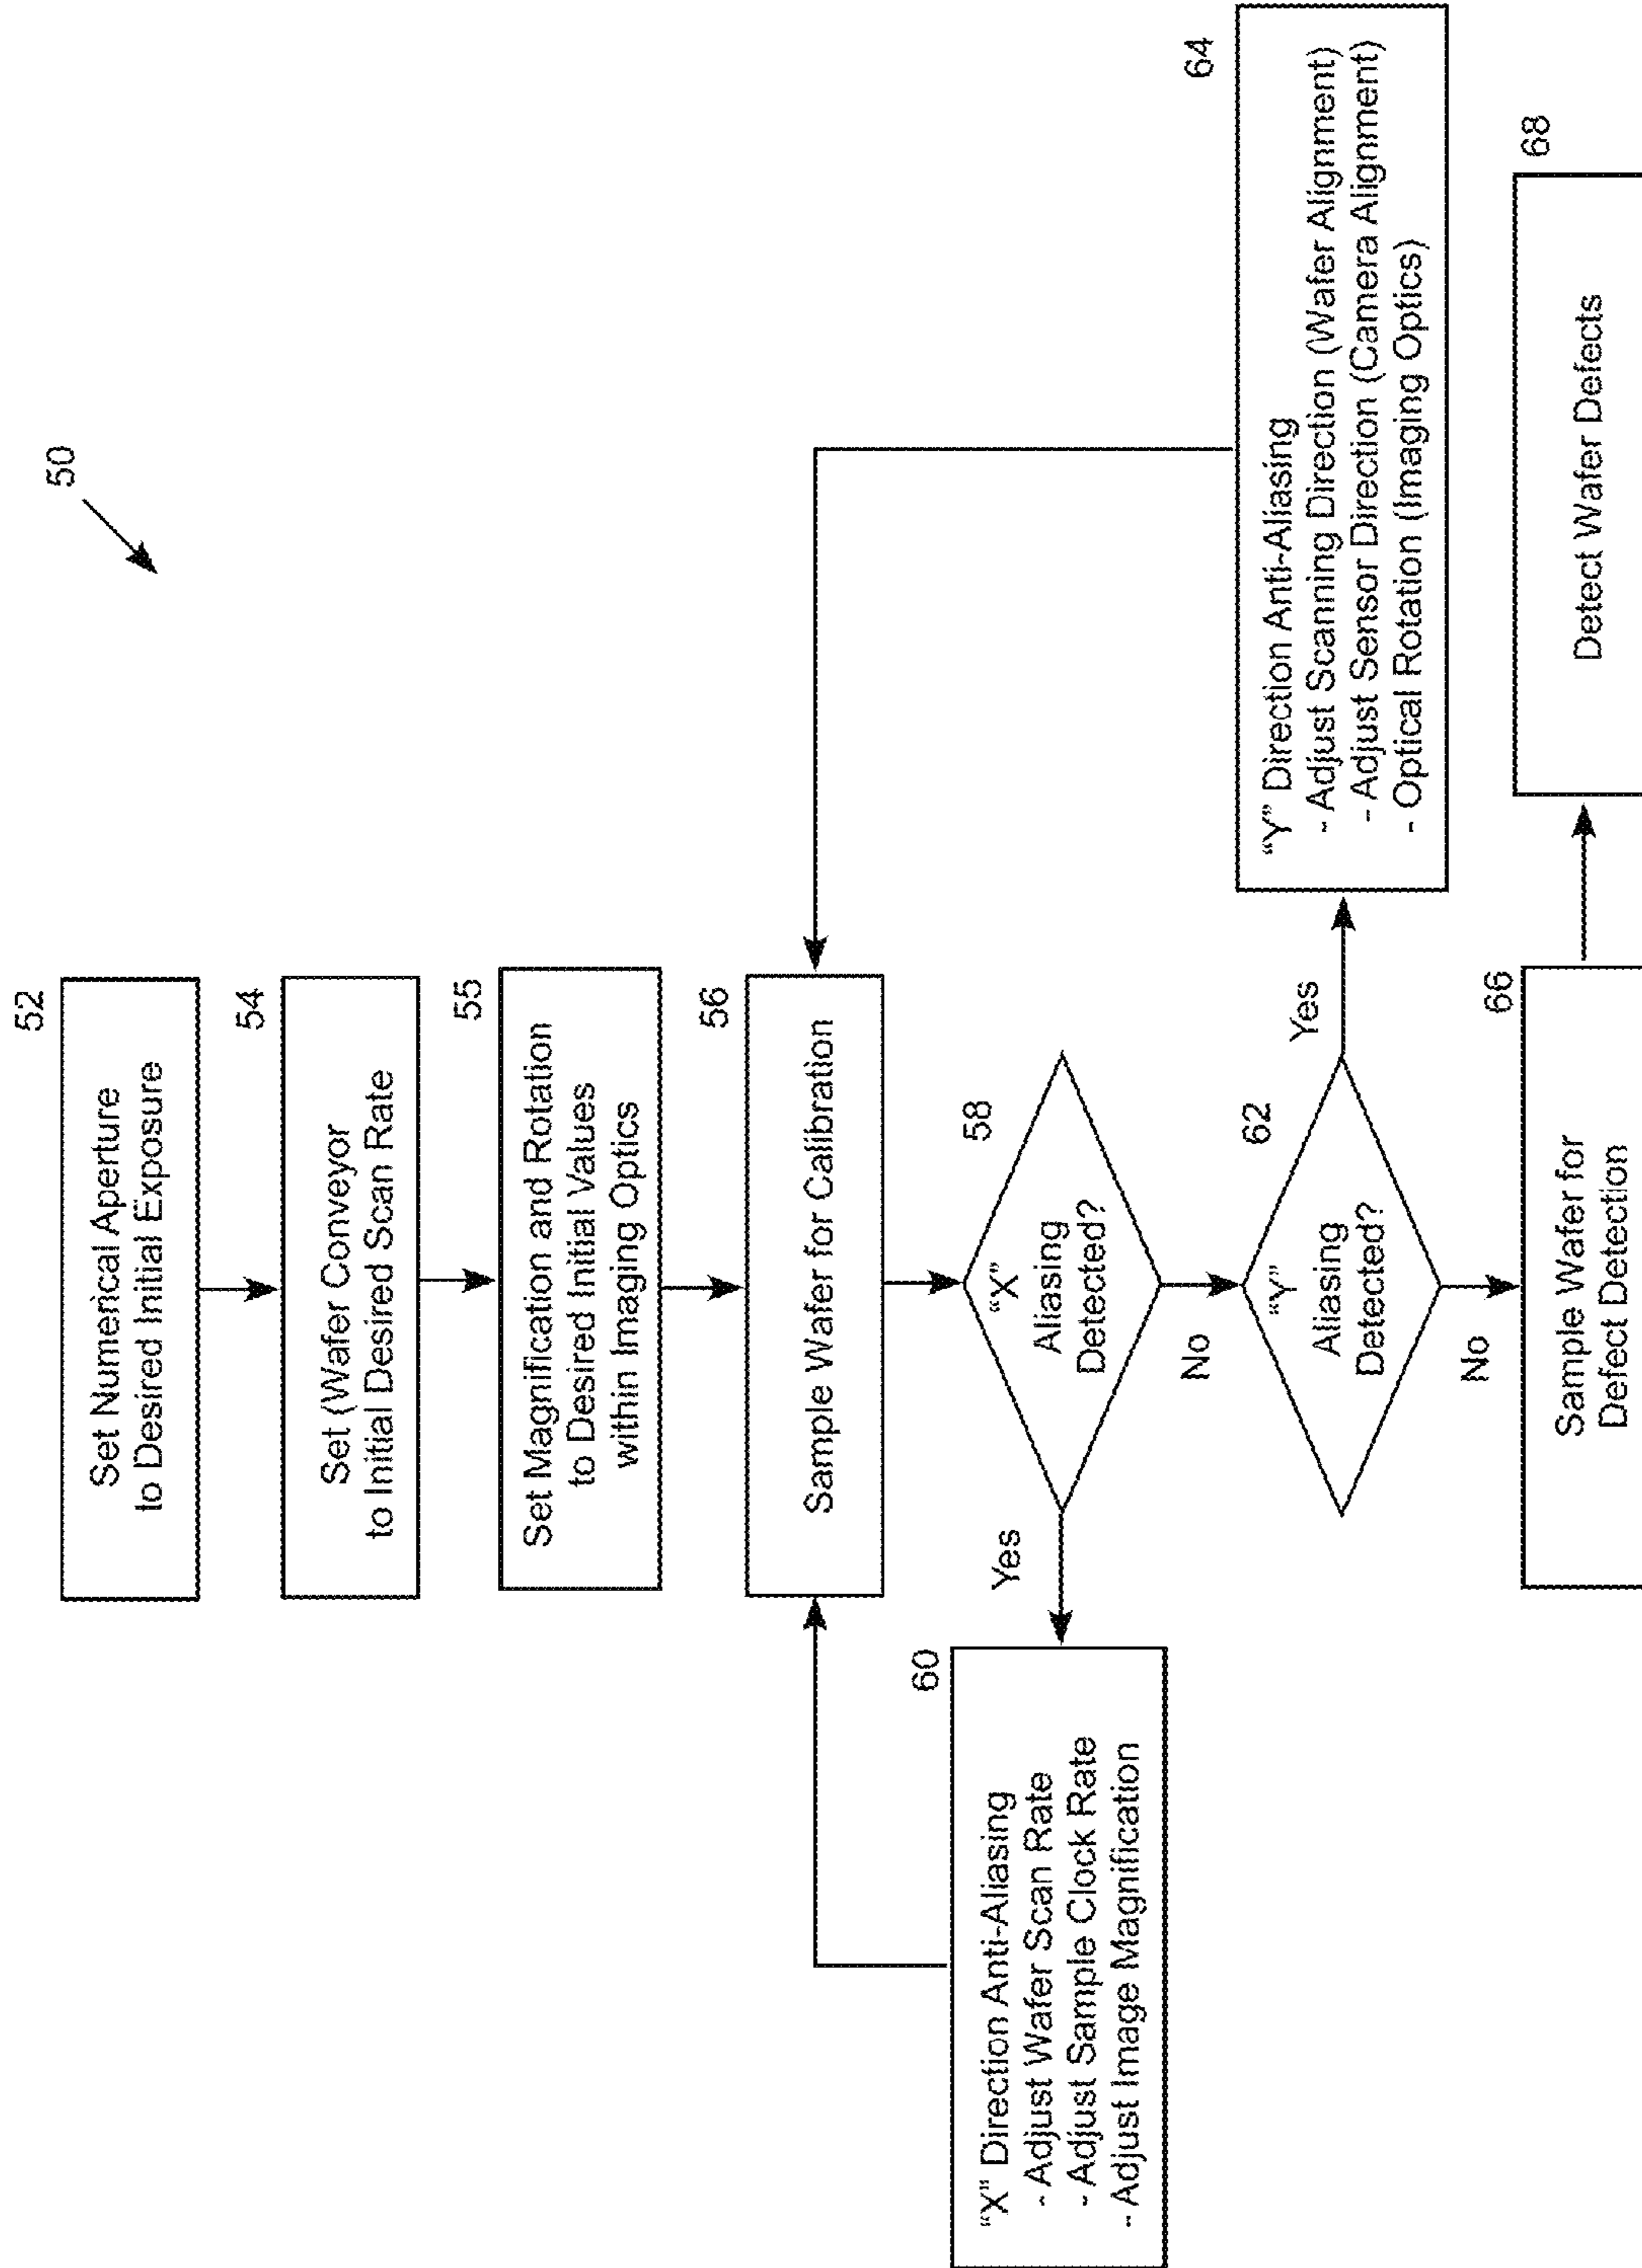 50
52
Set Numerical Aperture
to Desired Initial Exposure
54
Set (Wafer Conveyor
to Initial Desired Scan Rate
55
Set Magnification and Rotation
to Desired Initial Values
within Imaging Optics
56
Sample Wafer for Calibration
58
"X"
Aliasing
Detected?
Yes
No
60
"X" Direction Anti-Aliasing
- Adjust Wafer Scan Rate
- Adjust Sample Clock Rate
- Adjust Image Magnification
62
"Y"
Aliasing
Detected?
Yes
No
64
"Y" Direction Anti-Aliasing
- Adjust Scanning Direction (Wafer Alignment)
- Adjust Sensor Direction (Camera Alignment)
- Optical Rotation (Imaging Optics)
66
Sample Wafer for
Defect Detection
68
Detect Wafer Defects